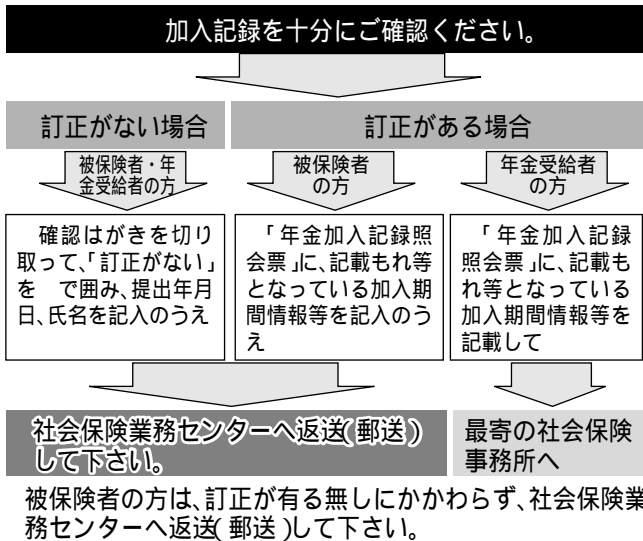 加入記録を十分にご確認ください。
訂正がない場合
訂正がある場合
被保険者・年
金受給者の方
被保険者
の方
年金受給者
の方
確認はがきを切り
取って、「訂正がない」
を　で囲み、提出年月
日、氏名を記入のうえ
「年金加入記録照
会票」に、記載もれ等
となっている加入期
間情報等を記入のう
え
「年金加入記録
照会票」に、記載も
れ等となっている
加入期間情報等を
記載して
社会保険業務センターへ返送(郵送)
して下さい。
最寄の社会保険
事務所へ
被保険者の方は、訂正が有る無しにかかわらず、社会保険業
務センターへ返送(郵送)して下さい。